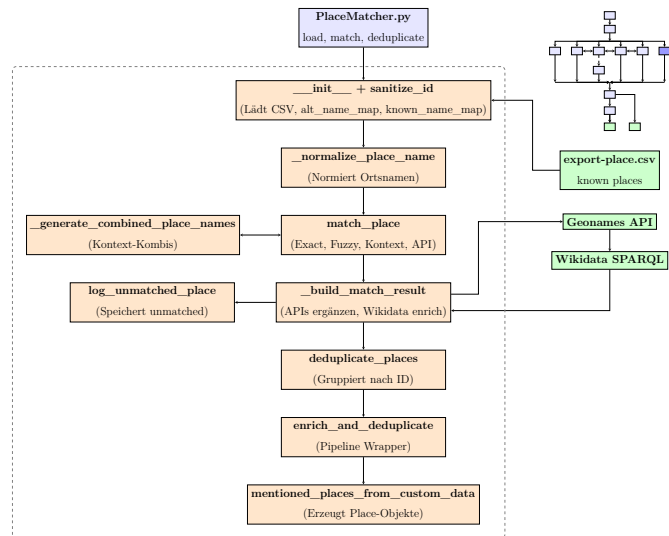 PlaceMatcher.py
load, match, deduplicate
__init__ + sanitize_id
(Lädt CSV, alt_name_map, known_name_map)
_normalize_place_name
(Normiert Ortsnamen)
export-place.csv
known places
_generate_combined_place_names
(Kontext-Kombis)
match_place
(Exact, Fuzzy, Kontext, API)
Geonames API
Wikidata SPARQL
log_unmatched_place
(Speichert unmatched)
_build_match_result
(APIs ergänzen, Wikidata enrich)
deduplicate_places
(Gruppiert nach ID)
enrich_and_deduplicate
(Pipeline Wrapper)
mentioned_places_from_custom_data
(Erzeugt Place-Objekte)